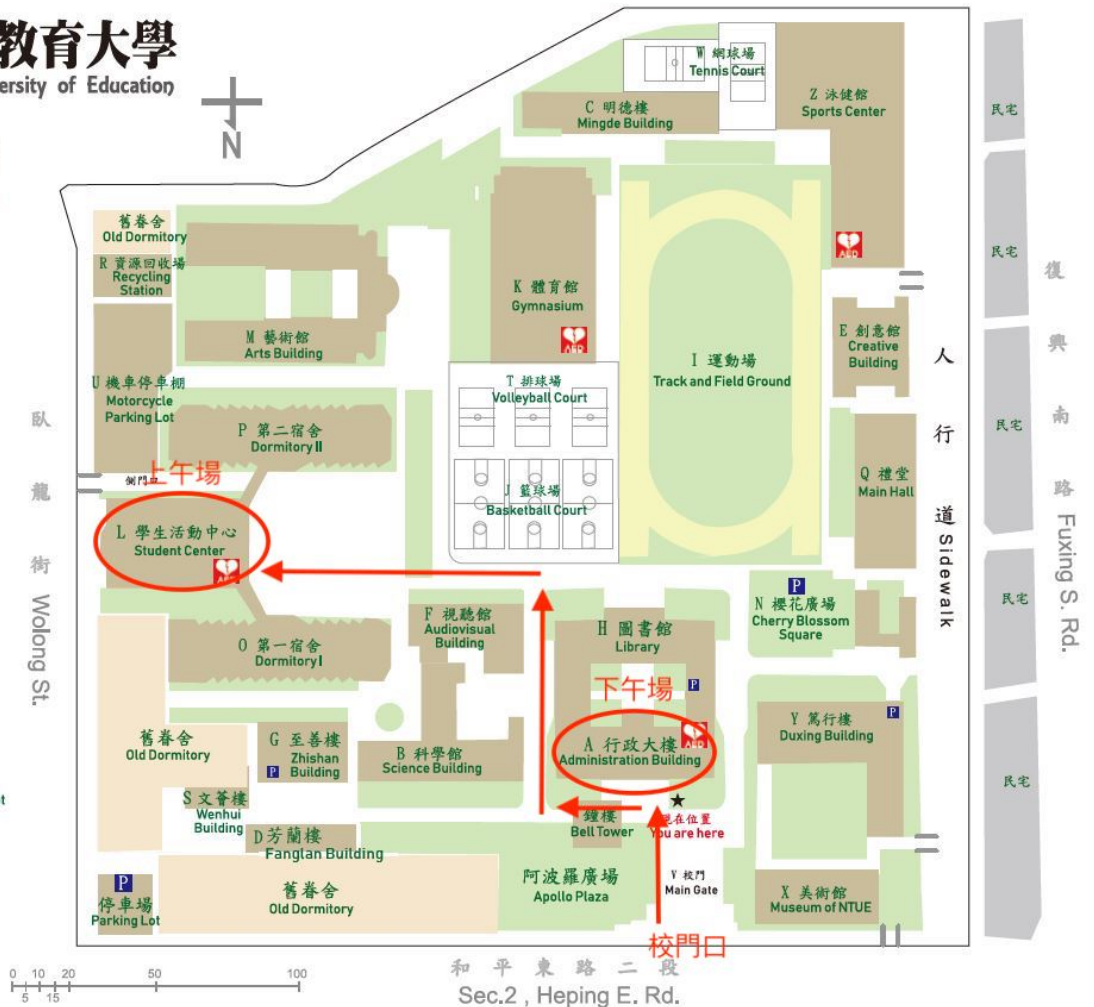 教育大學
ersity of Education
N
W 網球場
Tennis Court
C 明德樓
Mingde Building
Z 泳健館
Sports Center
民宅
舊眷舍
Old Dormitory
R 資源回收場
Recycling
Station
K 體育館
Gymnasium
AED
AED
民宅
E 創意館
Creative
Building
M 藝術館
Arts Building
I 運動場
Track and Field Ground
T 排球場
Volleyball Court
U 機車停車棚
Motorcycle
Parking Lot
P 第二宿舍
Dormitory II
民宅
人行道 Sidewalk
復興南路 Fuxing S. Rd.
臥龍街 Wolong St.
上午場
側門口
Q 禮堂
Main Hall
J 籃球場
Basketball Court
L 學生活動中心
Student Center
AED
P
N 櫻花廣場
Cherry Blossom
Square
民宅
F 視聽館
Audiovisual
Building
H 圖書館
Library
O 第一宿舍
Dormitory I
下午場
P
P
Y 篤行樓
Duxing Building
舊眷舍
Old Dormitory
G 至善樓
Zhishan
Building
P
B 科學館
Science Building
A 行政大樓
Administration Building
AED
民宅
S 文薈樓
Wenhui
Building
鐘樓
Bell Tower
現在位置
You are here
D 芳蘭樓
Fanglan Building
P
停車場
Parking Lot
舊眷舍
Old Dormitory
阿波羅廣場
Apollo Plaza
V 校門
Main Gate
X 美術館
Museum of NTUE
校門口
和平東路二段
Sec.2 , Heping E. Rd.
0 10 20 50 100
5 15